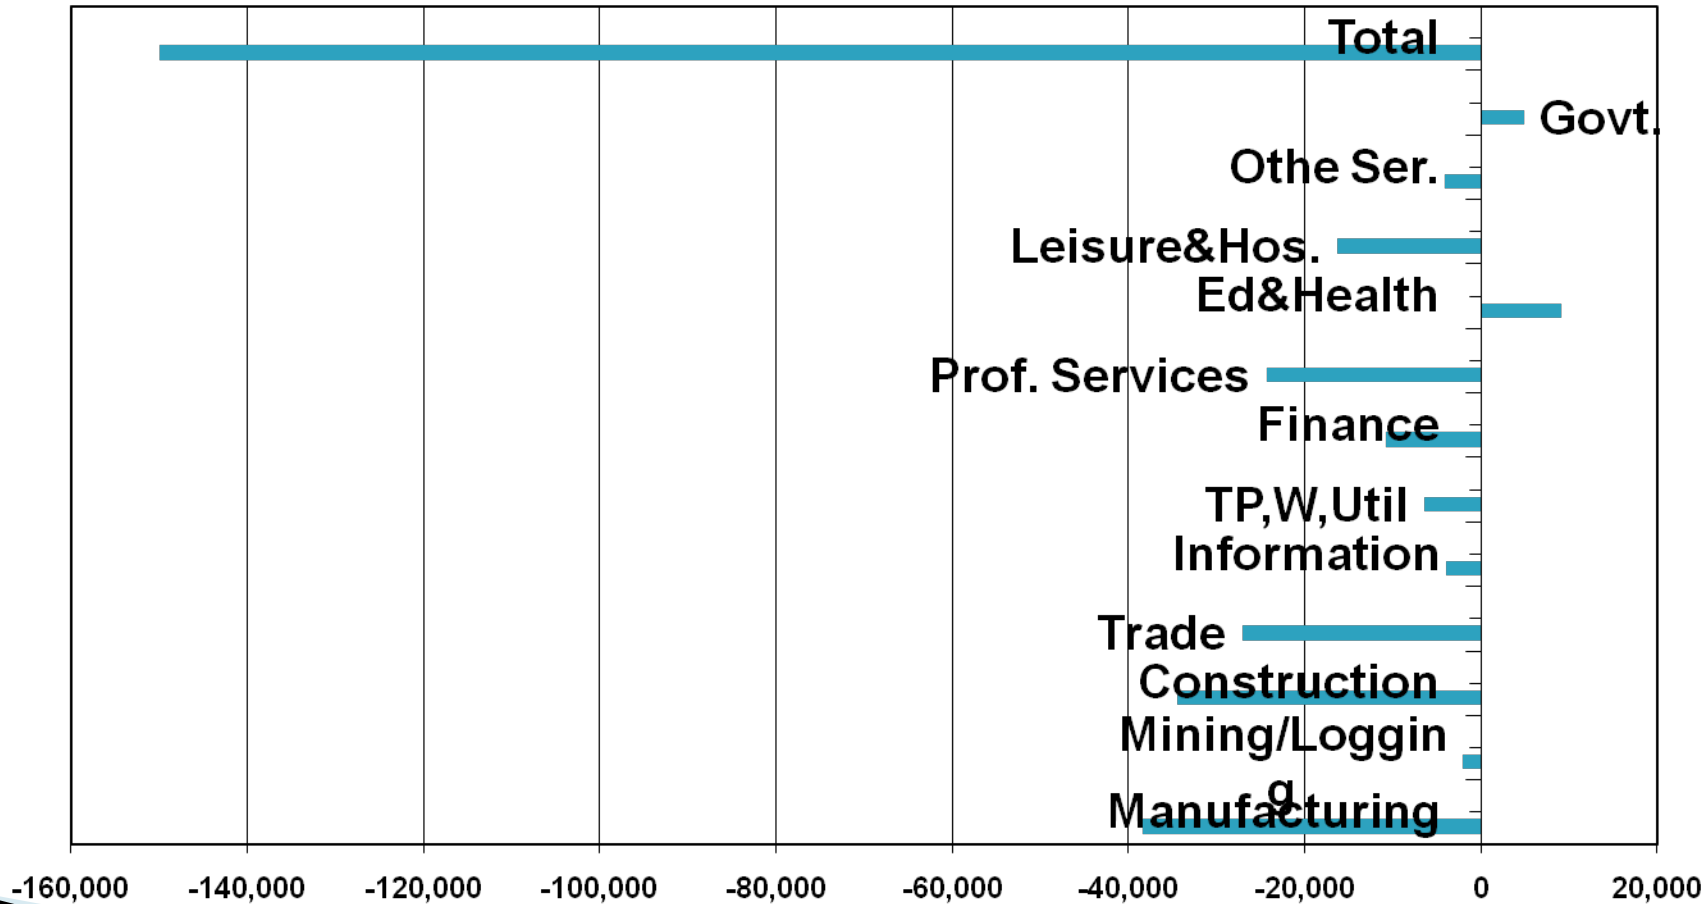 Total
Govt.
Othe Ser.
Leisure&Hos.
Ed&Health
Prof. Services
Finance
TP,W,Util
Information
Trade
Construction
Mining/Loggin
g
Manufacturing
-160,000 -140,000 -120,000 -100,000 -80,000 -60,000 -40,000 -20,000 0 20,000